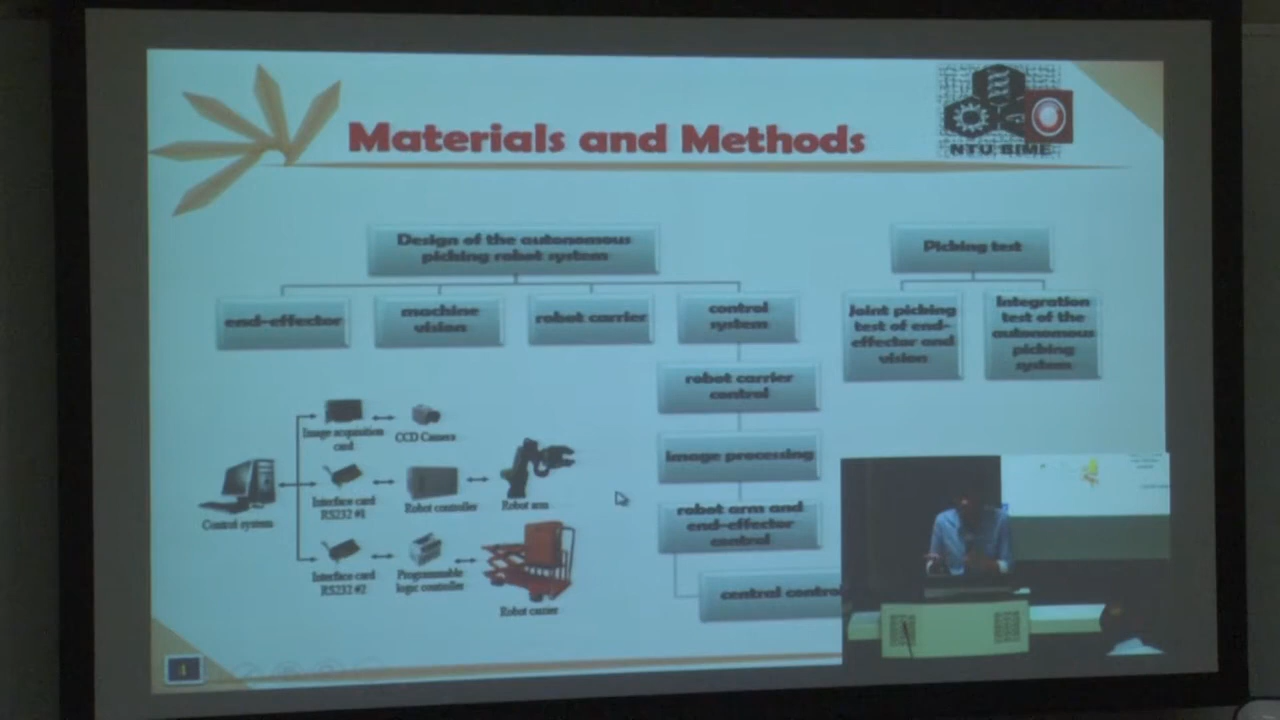 Materials and Methods
NTU BIME
Design of the autonomous
picking robot system
end-effector
machine
vision
robot carrier
control
system
robot carrier
control
image processing
robot arm and
end-effector
control
central contro
Picking test
Joint picking
test of end-
effector and
vision
Integration
test of the
autonomous
picking
system
Control system
Image acquisition
card
CCD Camera
Interface card
RS232 #1
Robot controller
Robot arm
Interface card
RS232 #2
Programmable
logic controller
Robot carrier
4